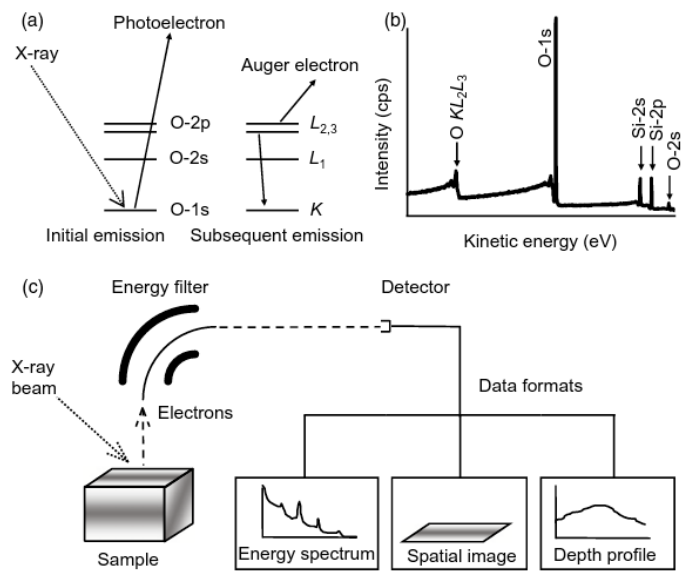 (a)
Photoelectron
X-ray
Auger electron
O-2p
L2,3
O-2s
L1
O-1s
K
Initial emission
Subsequent emission
(b)
Intensity (cps)
O KL2L3
O-1s
Si-2s
Si-2p
O-2s
Kinetic energy (eV)
(c)
Energy filter
Detector
X-ray
beam
Electrons
Data formats
Sample
Energy spectrum
Spatial image
Depth profile